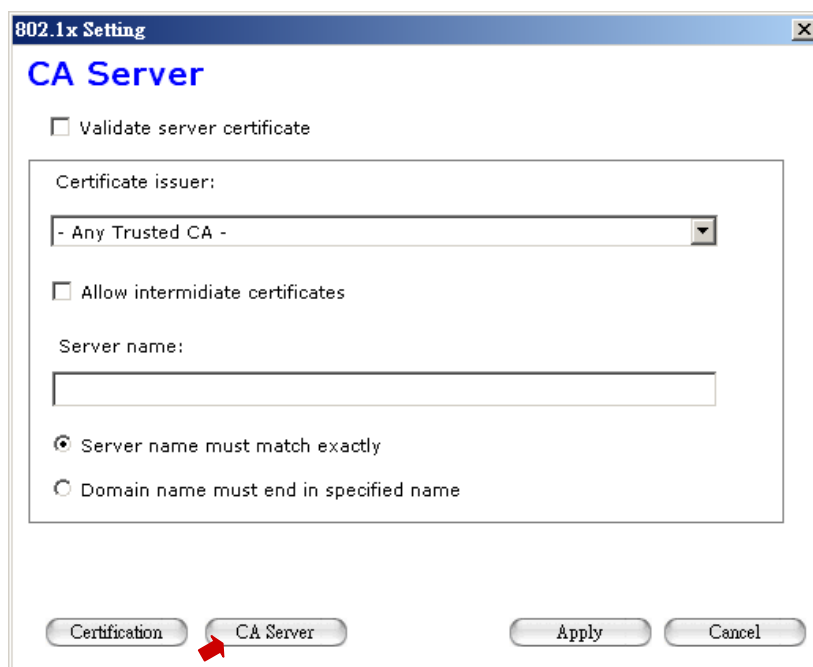 802.1x Setting
CA Server
Validate server certificate
Certificate issuer:
- Any Trusted CA -
Allow intermidiate certificates
Server name:
Server name must match exactly
Domain name must end in specified name
Certification CA Server Apply Cancel